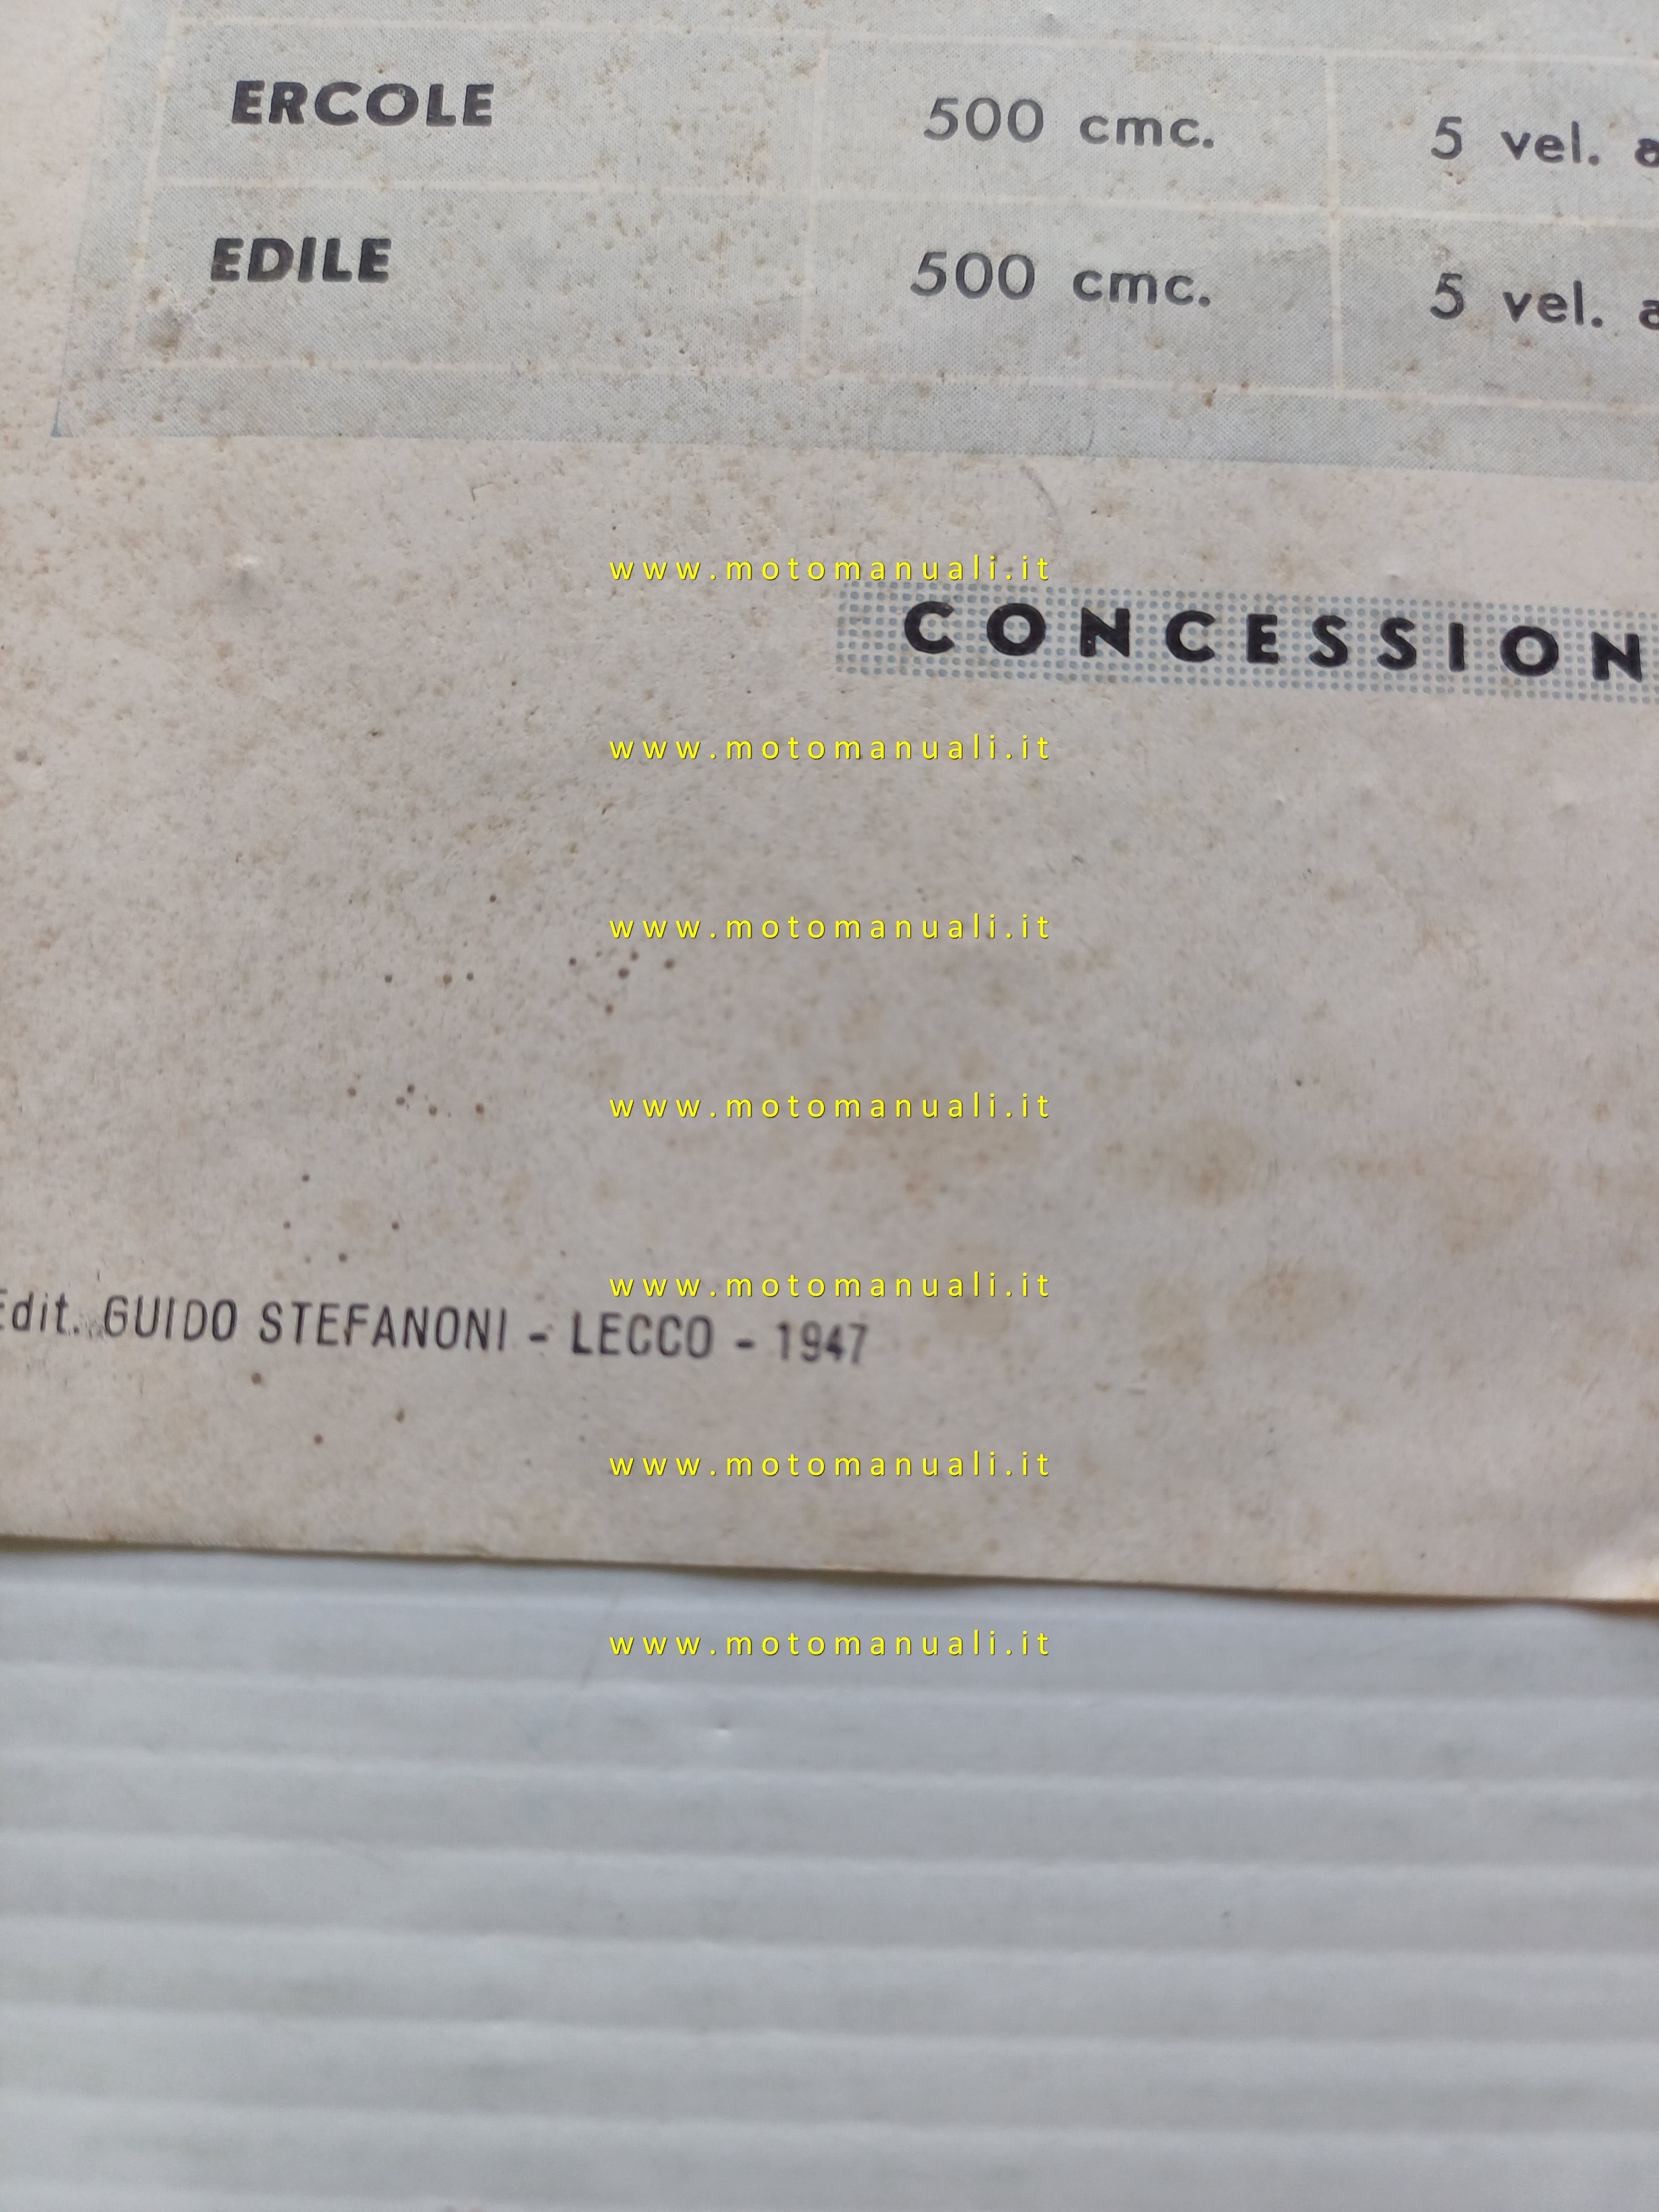 ERCOLE 500 cmc. 5 vel. a
EDILE 500 cmc. 5 vel. a
www.motomanuali.it
CONCESSION
www.motomanuali.it
www.motomanuali.it
www.motomanuali.it
www.motomanuali.it
Edit. GUIDO STEFANONI - LECCO - 1947
www.motomanuali.it
www.motomanuali.it